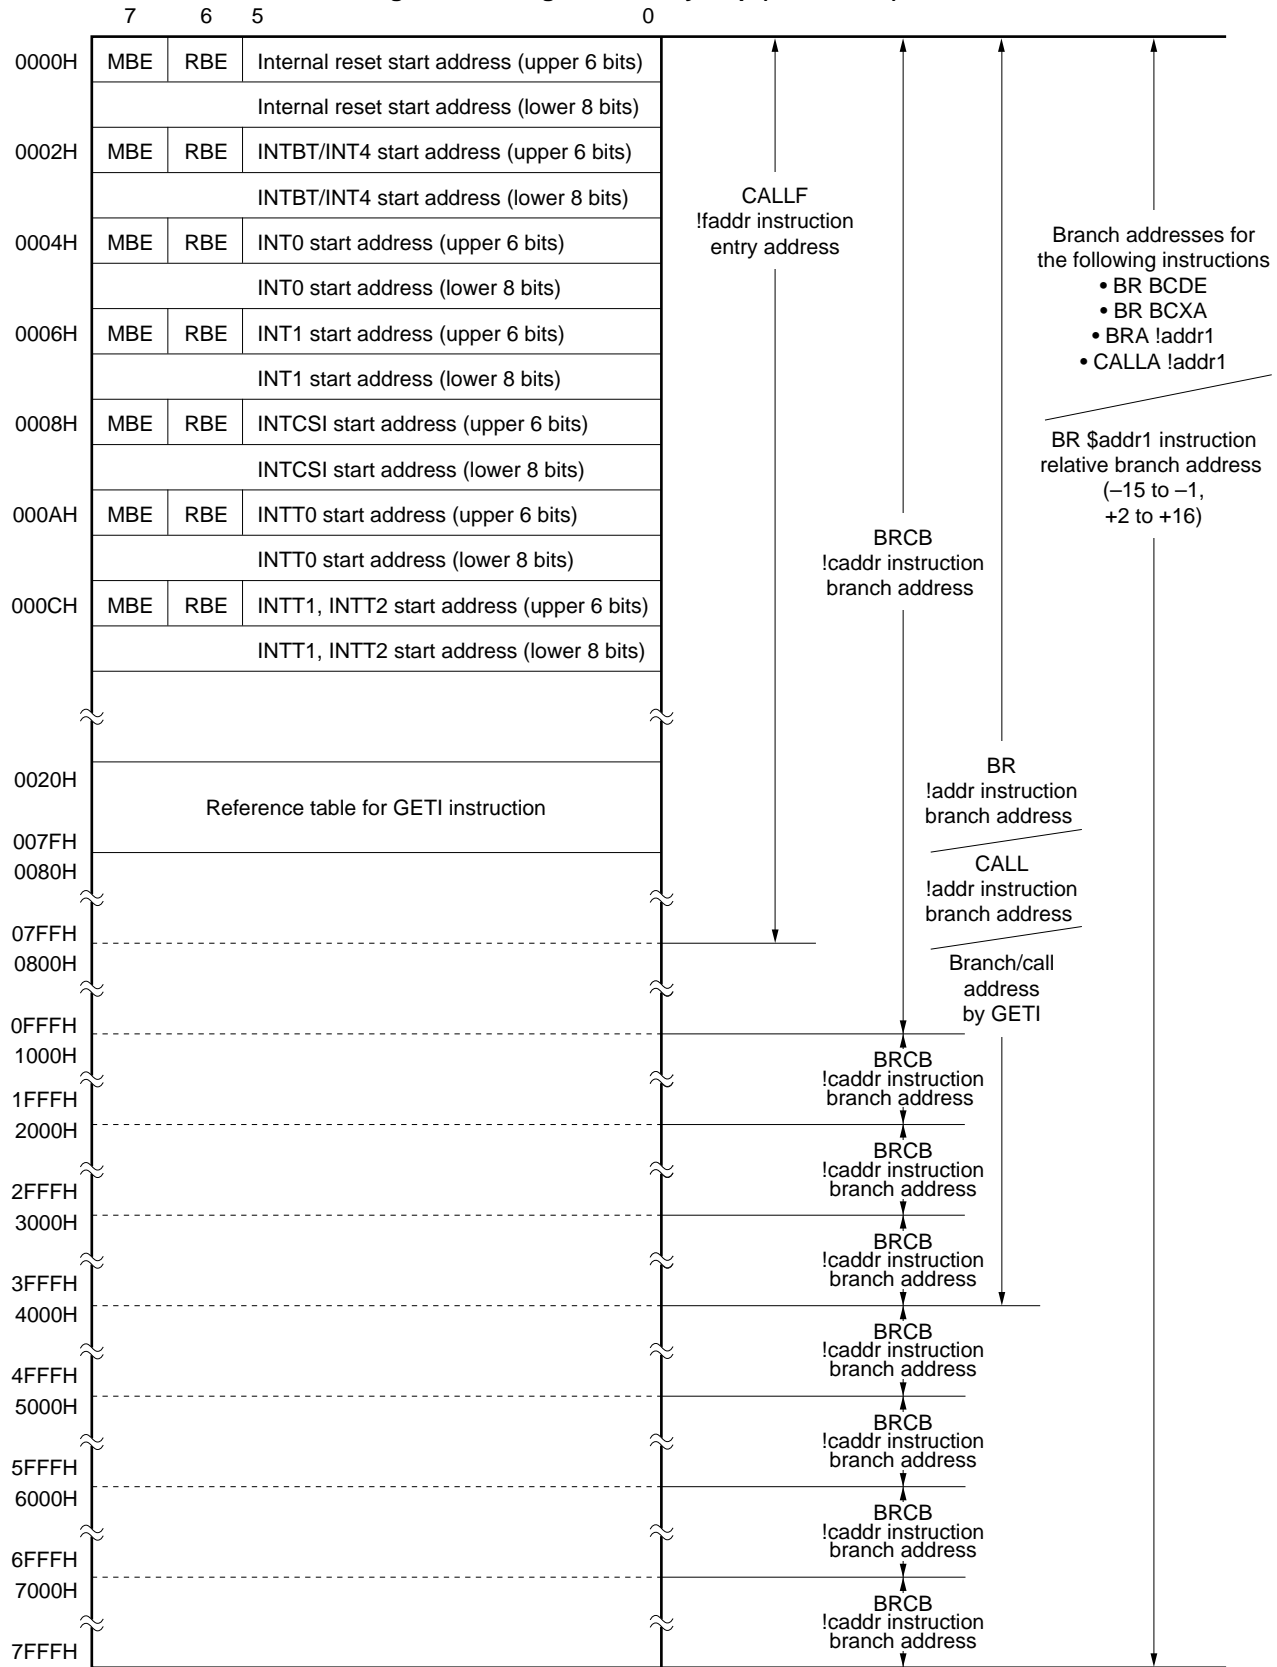 7 6 5 0
0000H MBE RBE Internal reset start address (upper 6 bits)
Internal reset start address (lower 8 bits)
0002H MBE RBE INTBT/INT4 start address (upper 6 bits)
INTBT/INT4 start address (lower 8 bits)
0004H MBE RBE INT0 start address (upper 6 bits)
INT0 start address (lower 8 bits)
0006H MBE RBE INT1 start address (upper 6 bits)
INT1 start address (lower 8 bits)
0008H MBE RBE INTCSI start address (upper 6 bits)
INTCSI start address (lower 8 bits)
000AH MBE RBE INTT0 start address (upper 6 bits)
INTT0 start address (lower 8 bits)
000CH MBE RBE INTT1, INTT2 start address (upper 6 bits)
INTT1, INTT2 start address (lower 8 bits)
0020H
Reference table for GETI instruction
007FH
0080H
07FFH
0800H
0FFFH
1000H
1FFFH
2000H
2FFFH
3000H
3FFFH
4000H
4FFFH
5000H
5FFFH
6000H
6FFFH
7000H
7FFFH
CALLF
!faddr instruction
entry address
BRCB
!caddr instruction
branch address
BRCB
!caddr instruction
branch address
BRCB
!caddr instruction
branch address
BRCB
!caddr instruction
branch address
BRCB
!caddr instruction
branch address
BRCB
!caddr instruction
branch address
BRCB
!caddr instruction
branch address
BRCB
!caddr instruction
branch address
BR
!addr instruction
branch address
CALL
!addr instruction
branch address
Branch/call
address
by GETI
Branch addresses for
the following instructions
• BR BCDE
• BR BCXA
• BRA !addr1
• CALLA !addr1
BR $addr1 instruction
relative branch address
(–15 to –1,
+2 to +16)